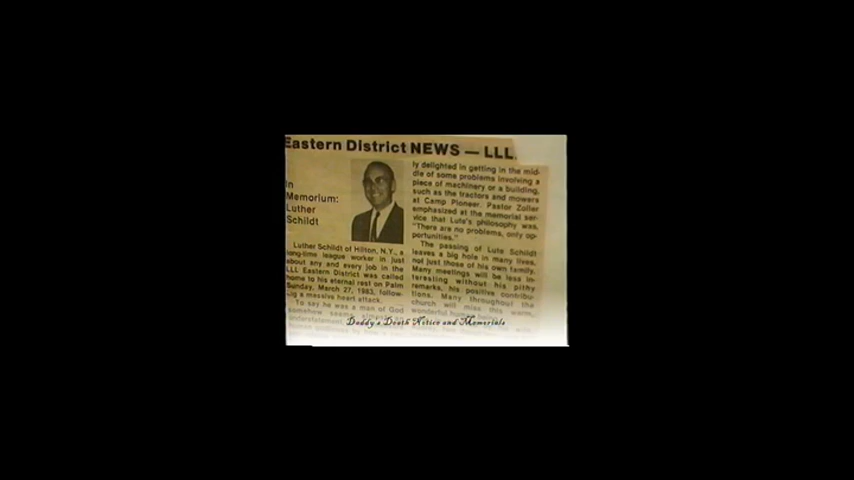 Eastern District NEWS — LLL
In
Memorium:
Luther
Schildt
Luther Schildt of Hilton, N.Y., a
long-time league worker in just
about any and every job in the
LLL Eastern District was called
home to his eternal rest on Palm
Sunday, March 27, 1983, follow-
ing a massive heart attack.
To say he was a man of God
somehow seems
understatement
ly delighted in getting in the mid-
dle of some problems involving a
piece of machinery or a building,
such as the tractors and mowers
at Camp Pioneer. Pastor Zoller
emphasized at the memorial ser-
vice that Lute's philosophy was,
"There are no problems, only op-
portunities."
The passing of Lute Schildt
leaves a big hole in many lives,
not just those of his own family.
Many meetings will be less in-
teresting without his pithy
remarks, his positive contribu-
tions. Many throughout the
church will miss this warm,
wonderful human being
Daddy's Death Notice and Memorials